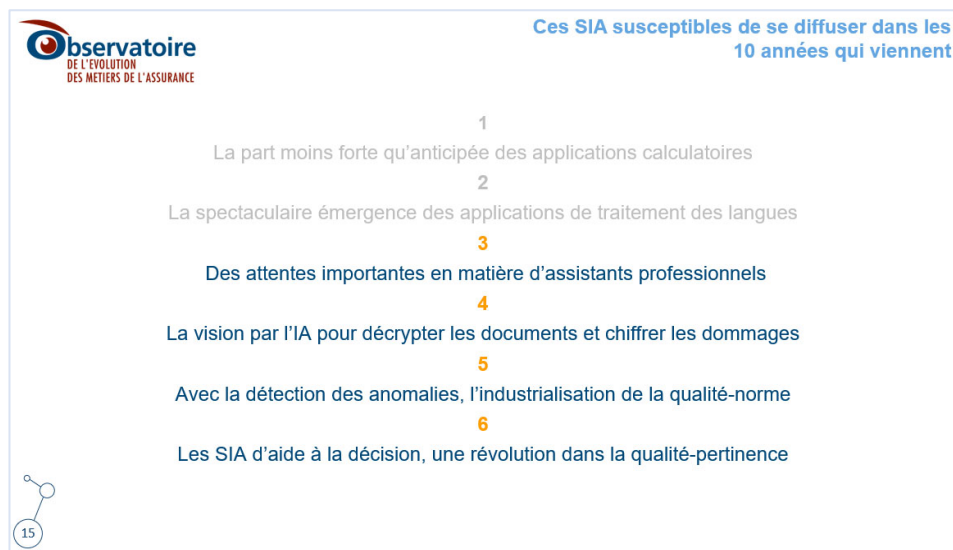 Observatoire
DE L'EVOLUTION
DES METIERS DE L'ASSURANCE
Ces SIA susceptibles de se diffuser dans les
10 années qui viennent
1
La part moins forte qu'anticipée des applications calculatoires
2
La spectaculaire émergence des applications de traitement des langues
3
Des attentes importantes en matière d'assistants professionnels
4
La vision par l'IA pour décrypter les documents et chiffrer les dommages
5
Avec la détection des anomalies, l'industrialisation de la qualité-norme
6
Les SIA d'aide à la décision, une révolution dans la qualité-pertinence
15